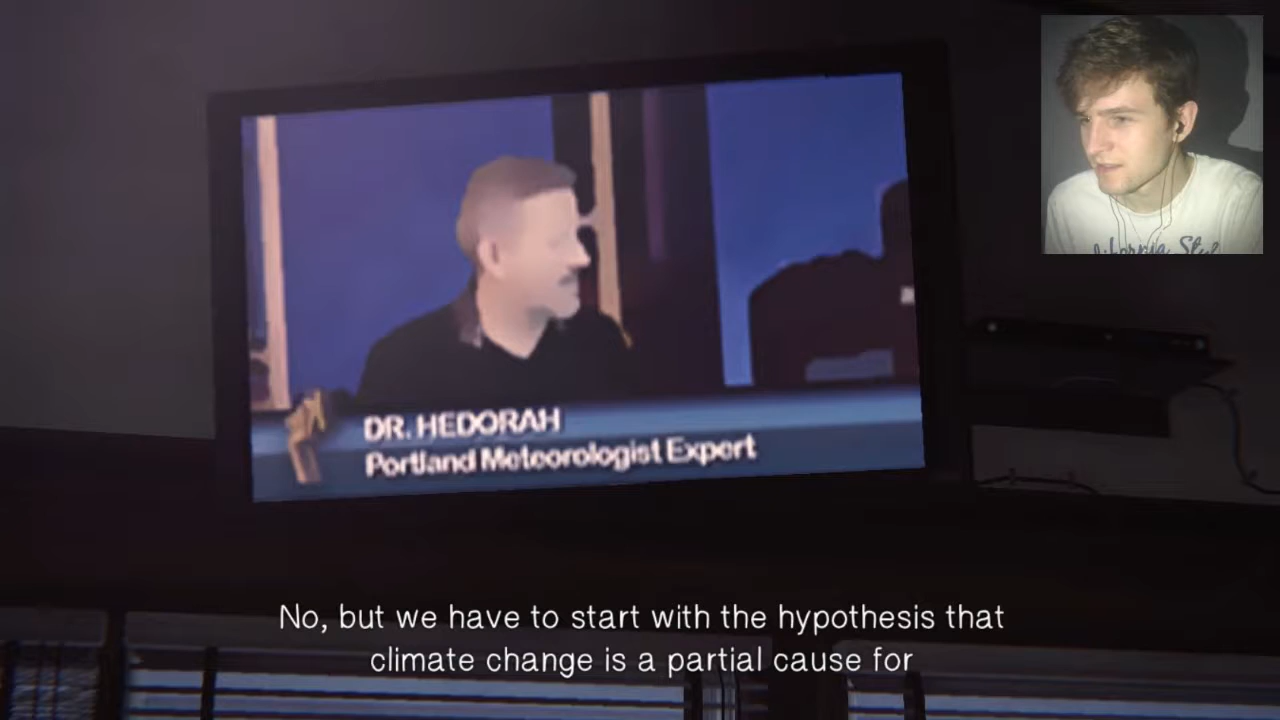 DR. HEDORAH
Portland Meteorologist Expert
No, but we have to start with the hypothesis that
climate change is a partial cause for